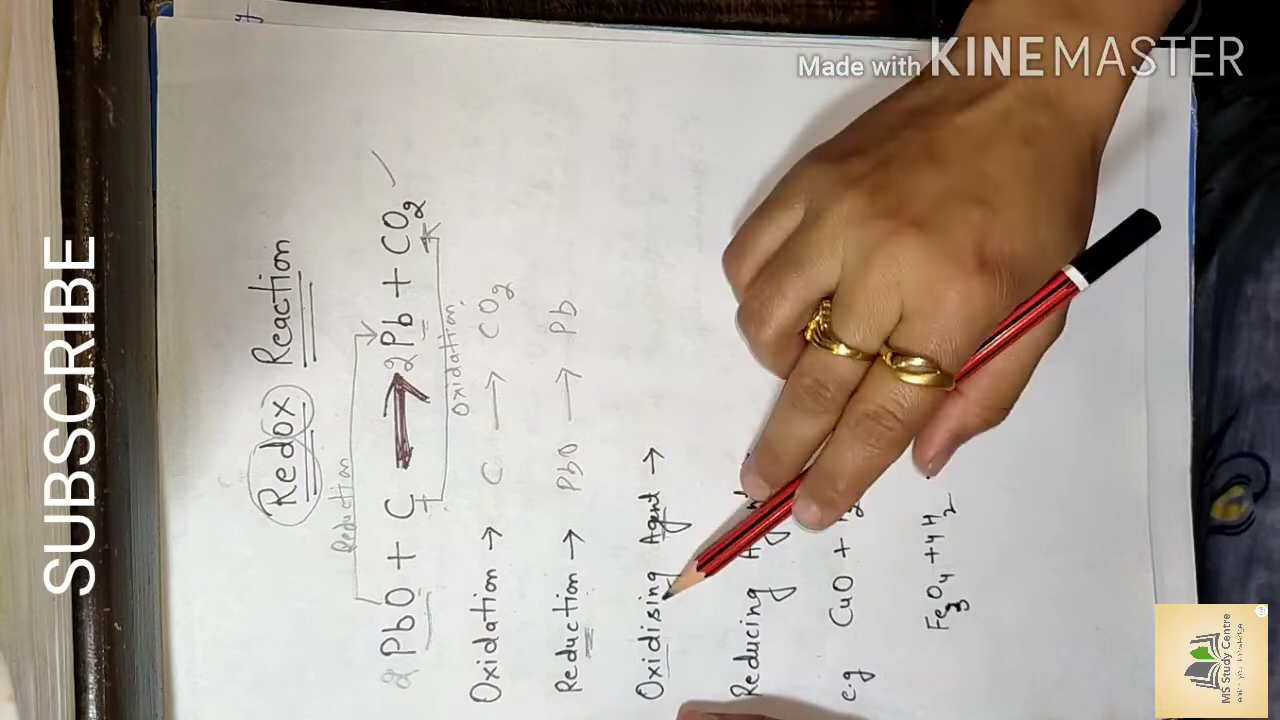 Made with KINEMASTER
SUBSCRIBE
Redox Reaction
Reduction
2PbO + C → 2Pb + CO2
Oxidation
Oxidation → C → CO2
Reduction → PbO → Pb
Oxidising Agent →
Reducing
e.g CuO +
Fe3O4 + 4H2
MS Study Centre